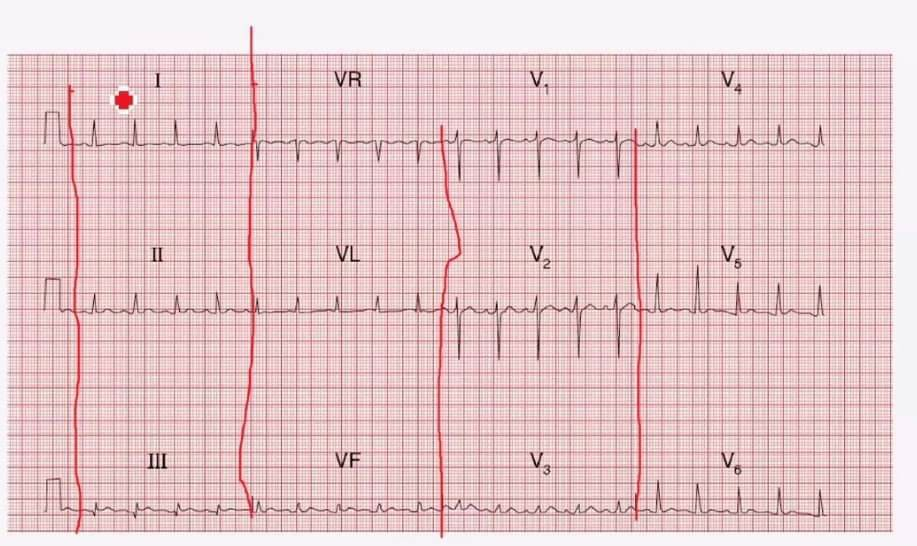 I VR V₁ V₄
II VL V₂ V₅
III VF V₃ V₆